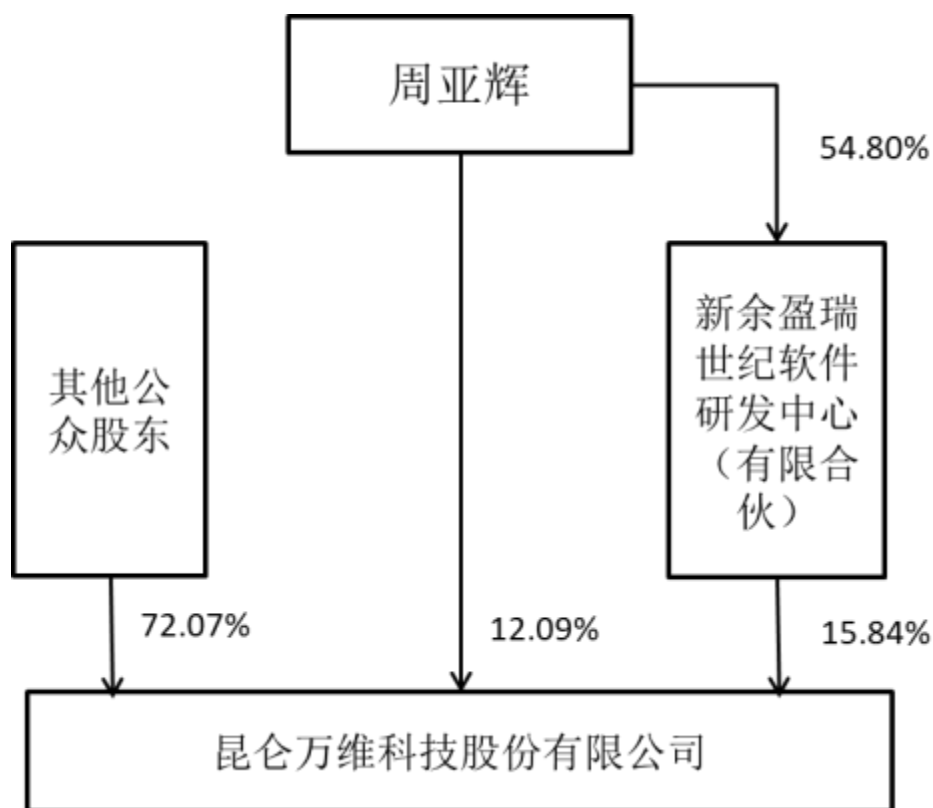 周亚辉
54.80%
其他公
众股东
新余盈瑞
世纪软件
研发中心
（有限合
伙）
72.07%
12.09%
15.84%
昆仑万维科技股份有限公司